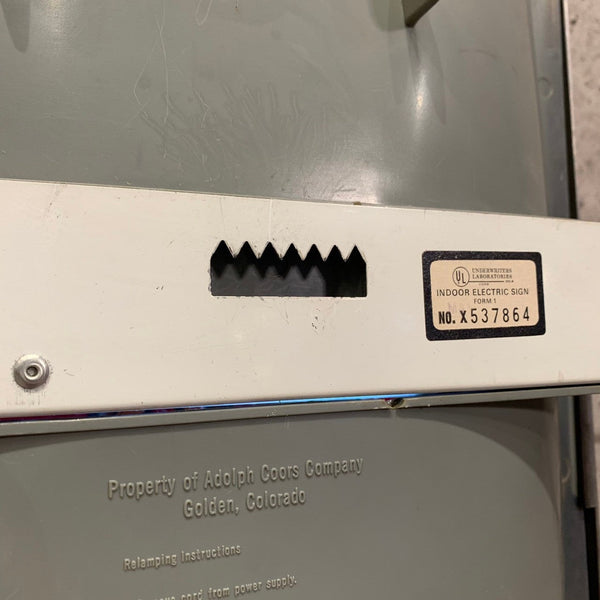 UL
UNDERWRITERS
LABORATORIES
INDOOR ELECTRIC SIGN
FORM 1
NO. X537864
Property of Adolph Coors Company
Golden, Colorado
Relamping Instructions
cord from power supply.